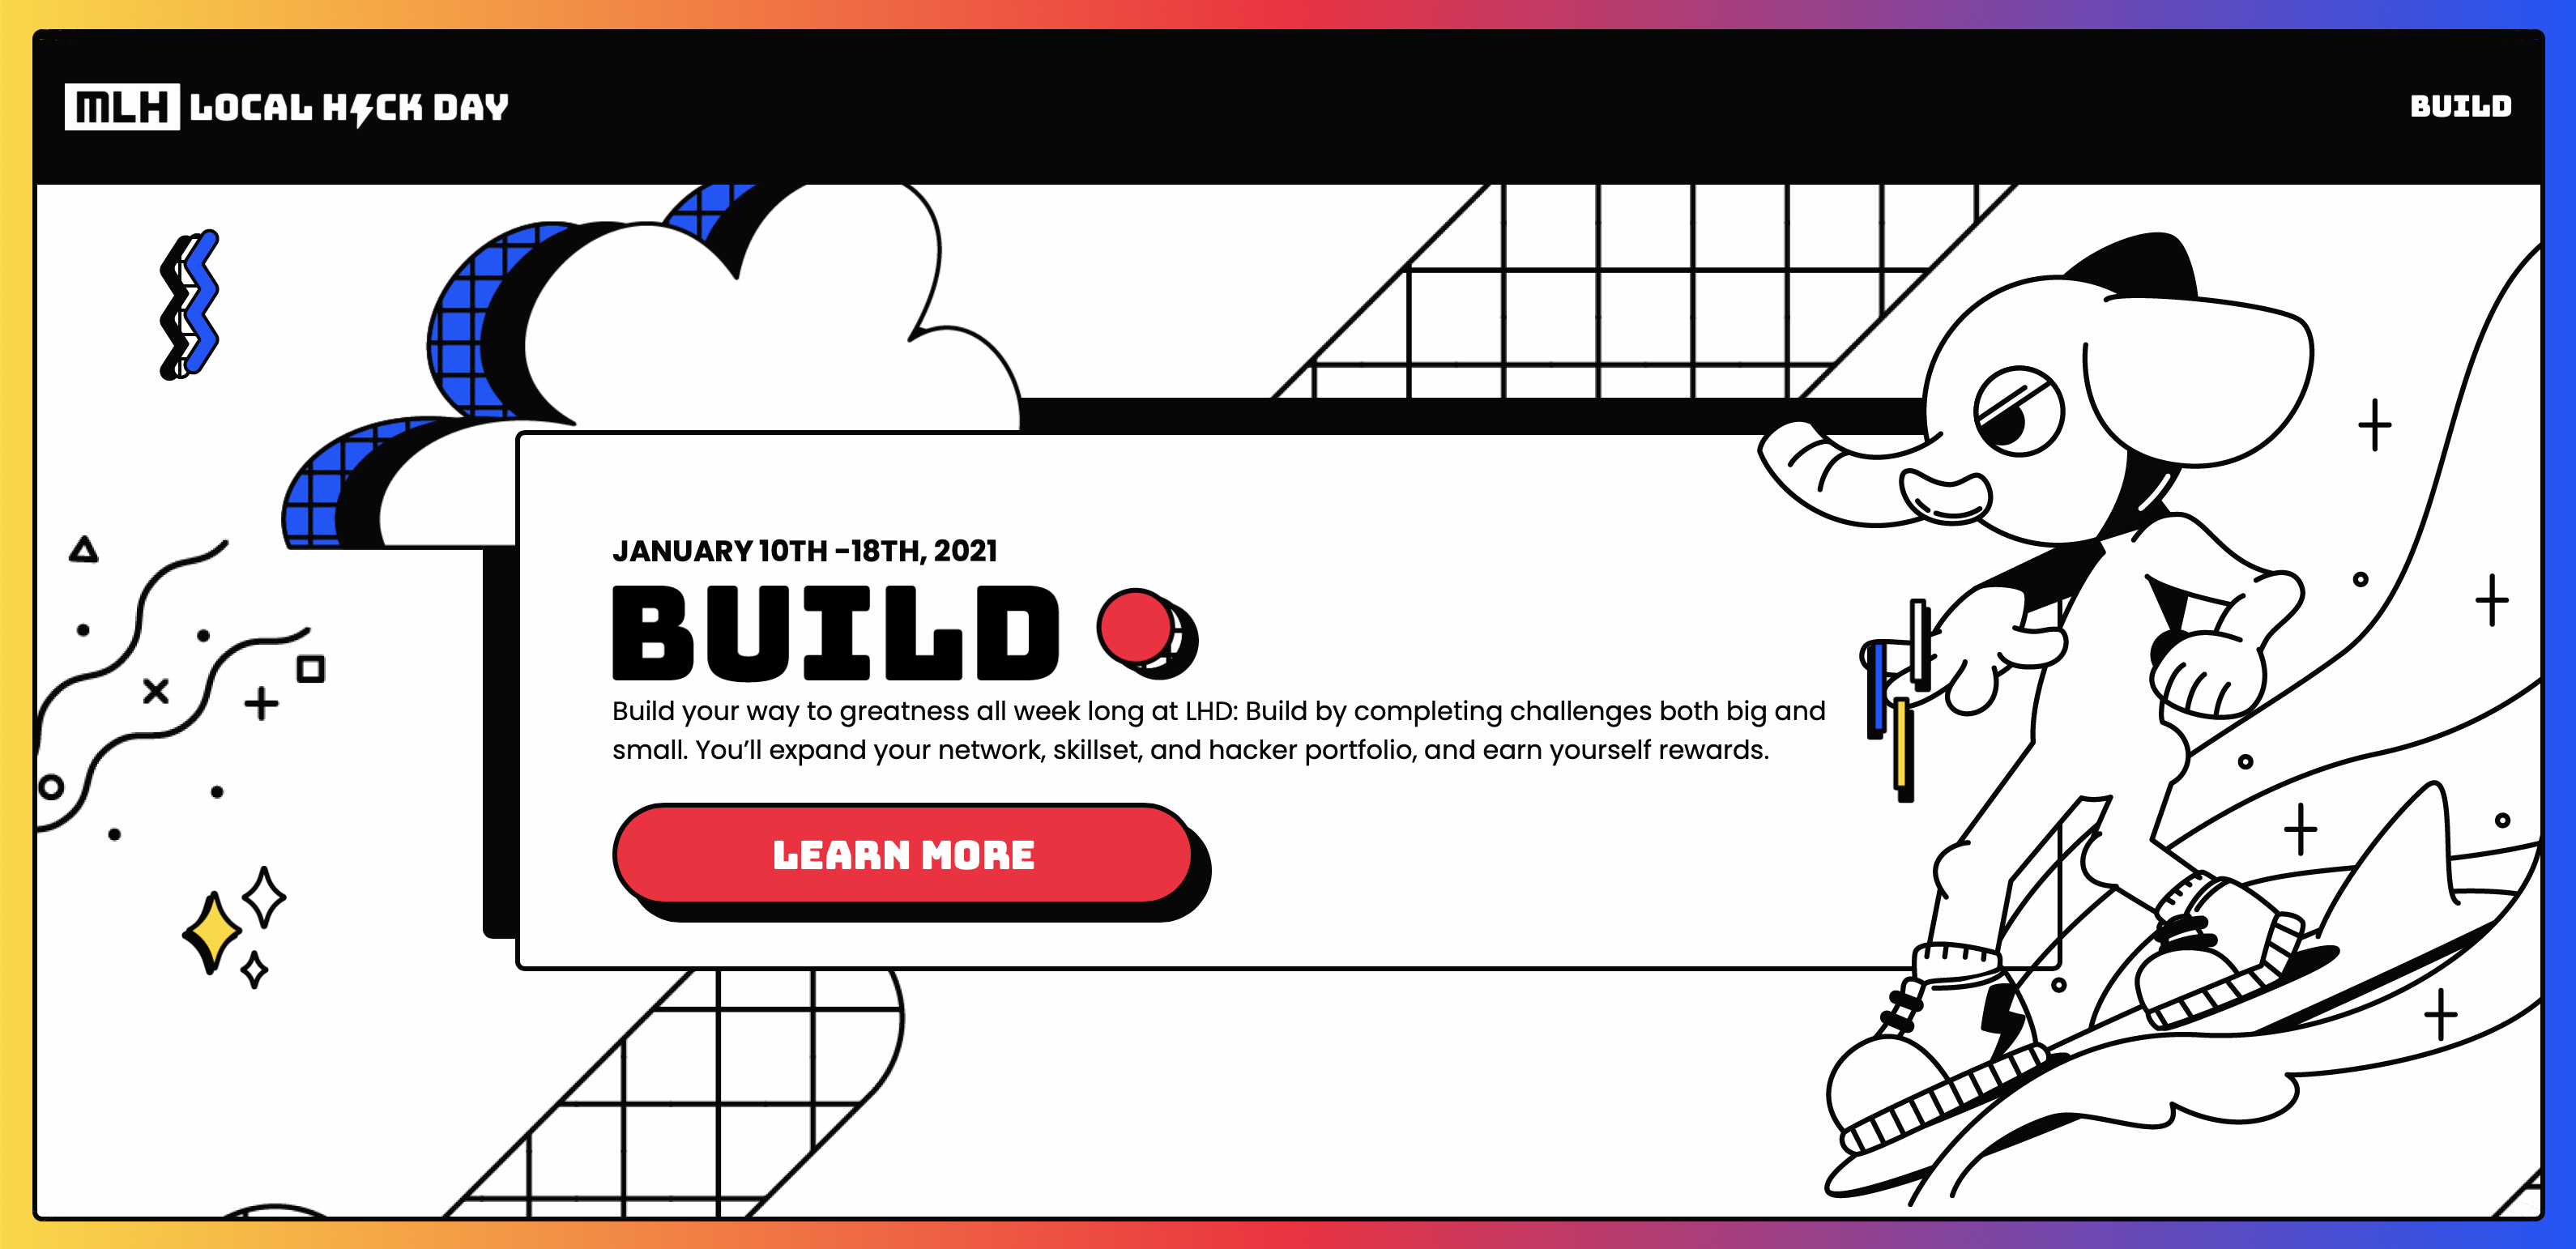 MLH LOCAL HACK DAY
BUILD
JANUARY 10TH -18TH, 2021
BUILD
Build your way to greatness all week long at LHD: Build by completing challenges both big and
small. You’ll expand your network, skillset, and hacker portfolio, and earn yourself rewards.
LEARN MORE